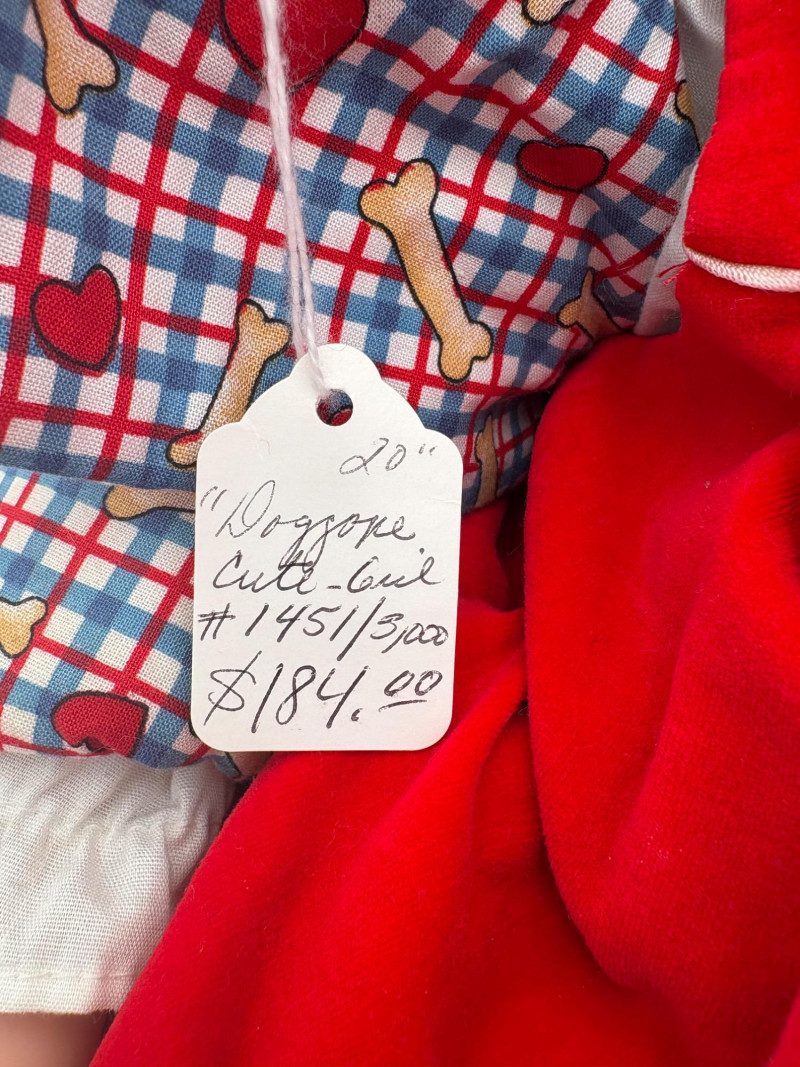 20"
"Doggone
Cute-Girl
#1451/3,000
$184.00